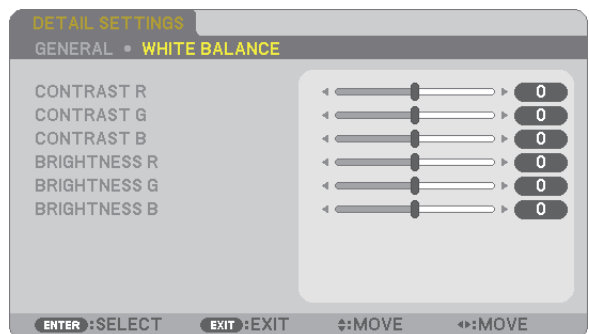 DETAIL SETTINGS
GENERAL • WHITE BALANCE
CONTRAST R 0
CONTRAST G 0
CONTRAST B 0
BRIGHTNESS R 0
BRIGHTNESS G 0
BRIGHTNESS B 0
ENTER :SELECT EXIT :EXIT :MOVE :MOVE